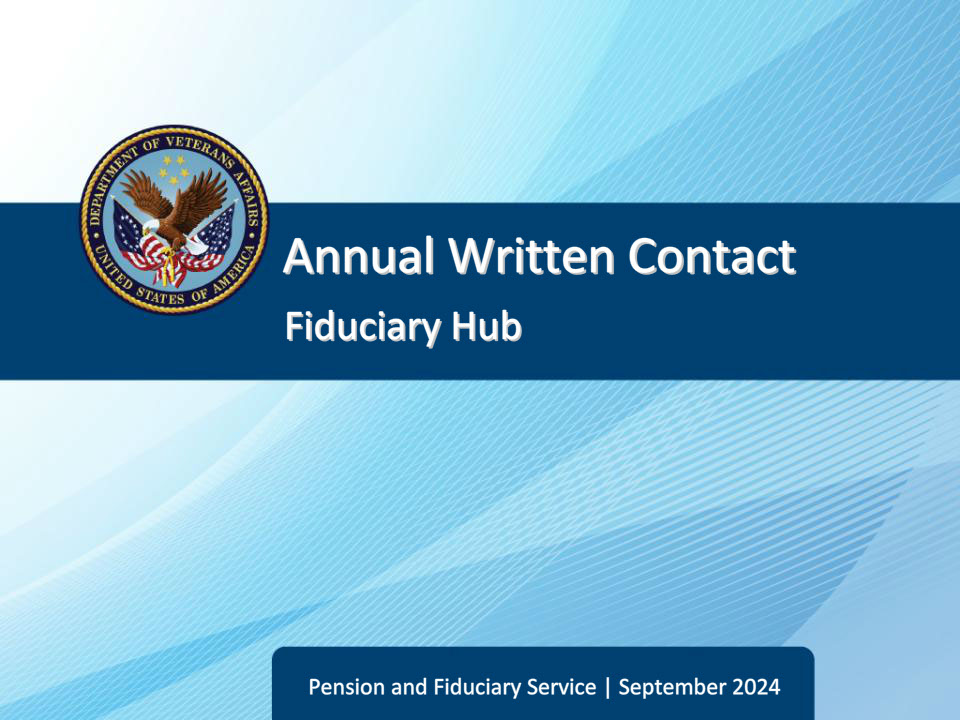 DEPARTMENT OF VETERANS AFFAIRS
UNITED STATES OF AMERICA
Annual Written Contact
Fiduciary Hub
Pension and Fiduciary Service | September 2024